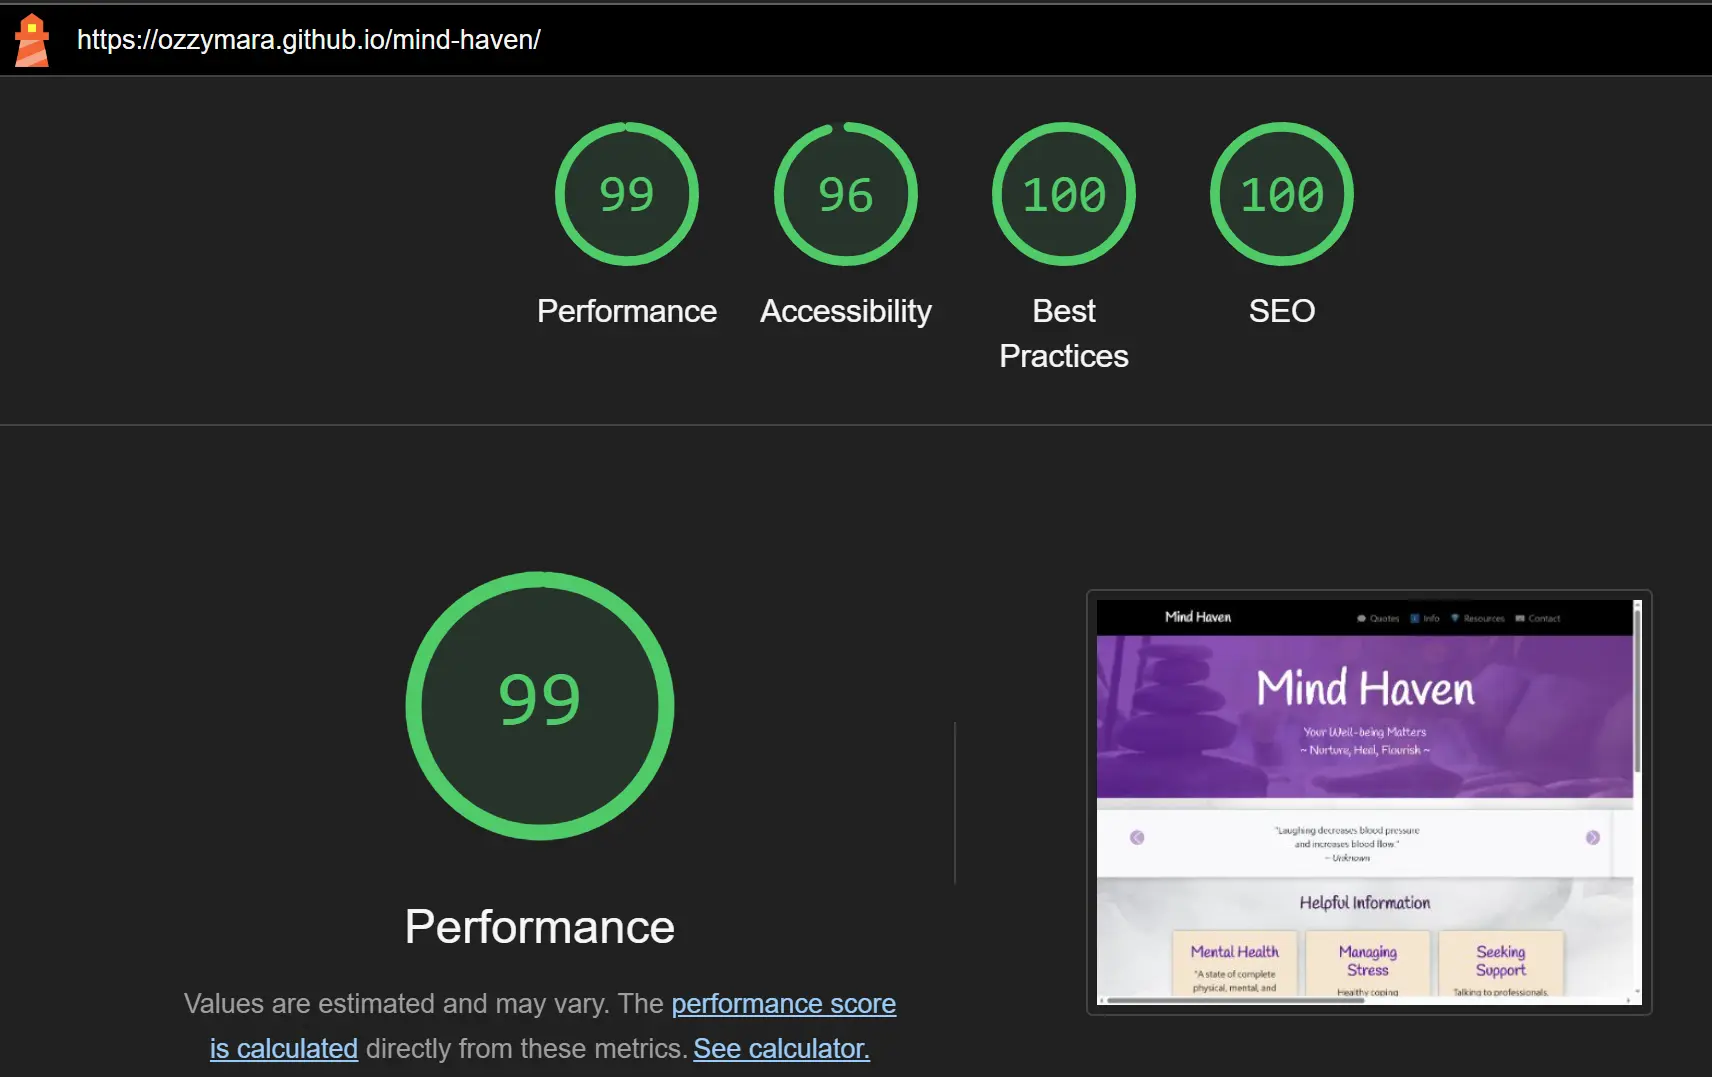 https://ozzymara.github.io/mind-haven/
99
96
100
100
Performance
Accessibility
Best
Practices
SEO
99
Performance
Values are estimated and may vary. The performance score
is calculated directly from these metrics. See calculator.
Mind Haven
Quotes
Info
Resources
Contact
Mind Haven
Your Well-being Matters
~ Nurture, Heal, Flourish ~
"Laughing decreases blood pressure
and increases blood flow."
~ Unknown
Helpful Information
Mental Health
"A state of complete
physical, mental, and
Managing
Stress
Healthy coping
Seeking
Support
Talking to professionals,